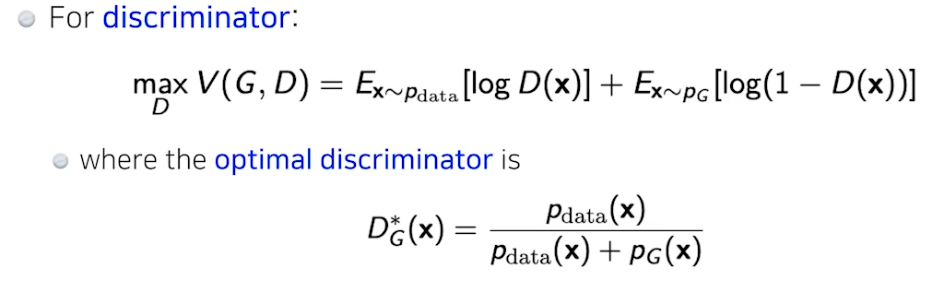 For discriminator:
max_D V(G, D) = E_{x∼p_data}[log D(x)] + E_{x∼p_G}[log(1 − D(x))]
where the optimal discriminator is
D*_G(x) = p_data(x) / (p_data(x) + p_G(x))